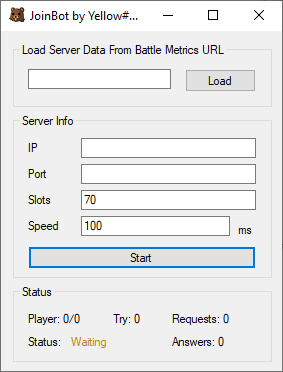 JoinBot by Yellow#...
Load Server Data From Battle Metrics URL
Load
Server Info
IP
Port
Slots 70
Speed 100 ms
Start
Status
Player: 0/0 Try: 0 Requests: 0
Status: Waiting Answers: 0